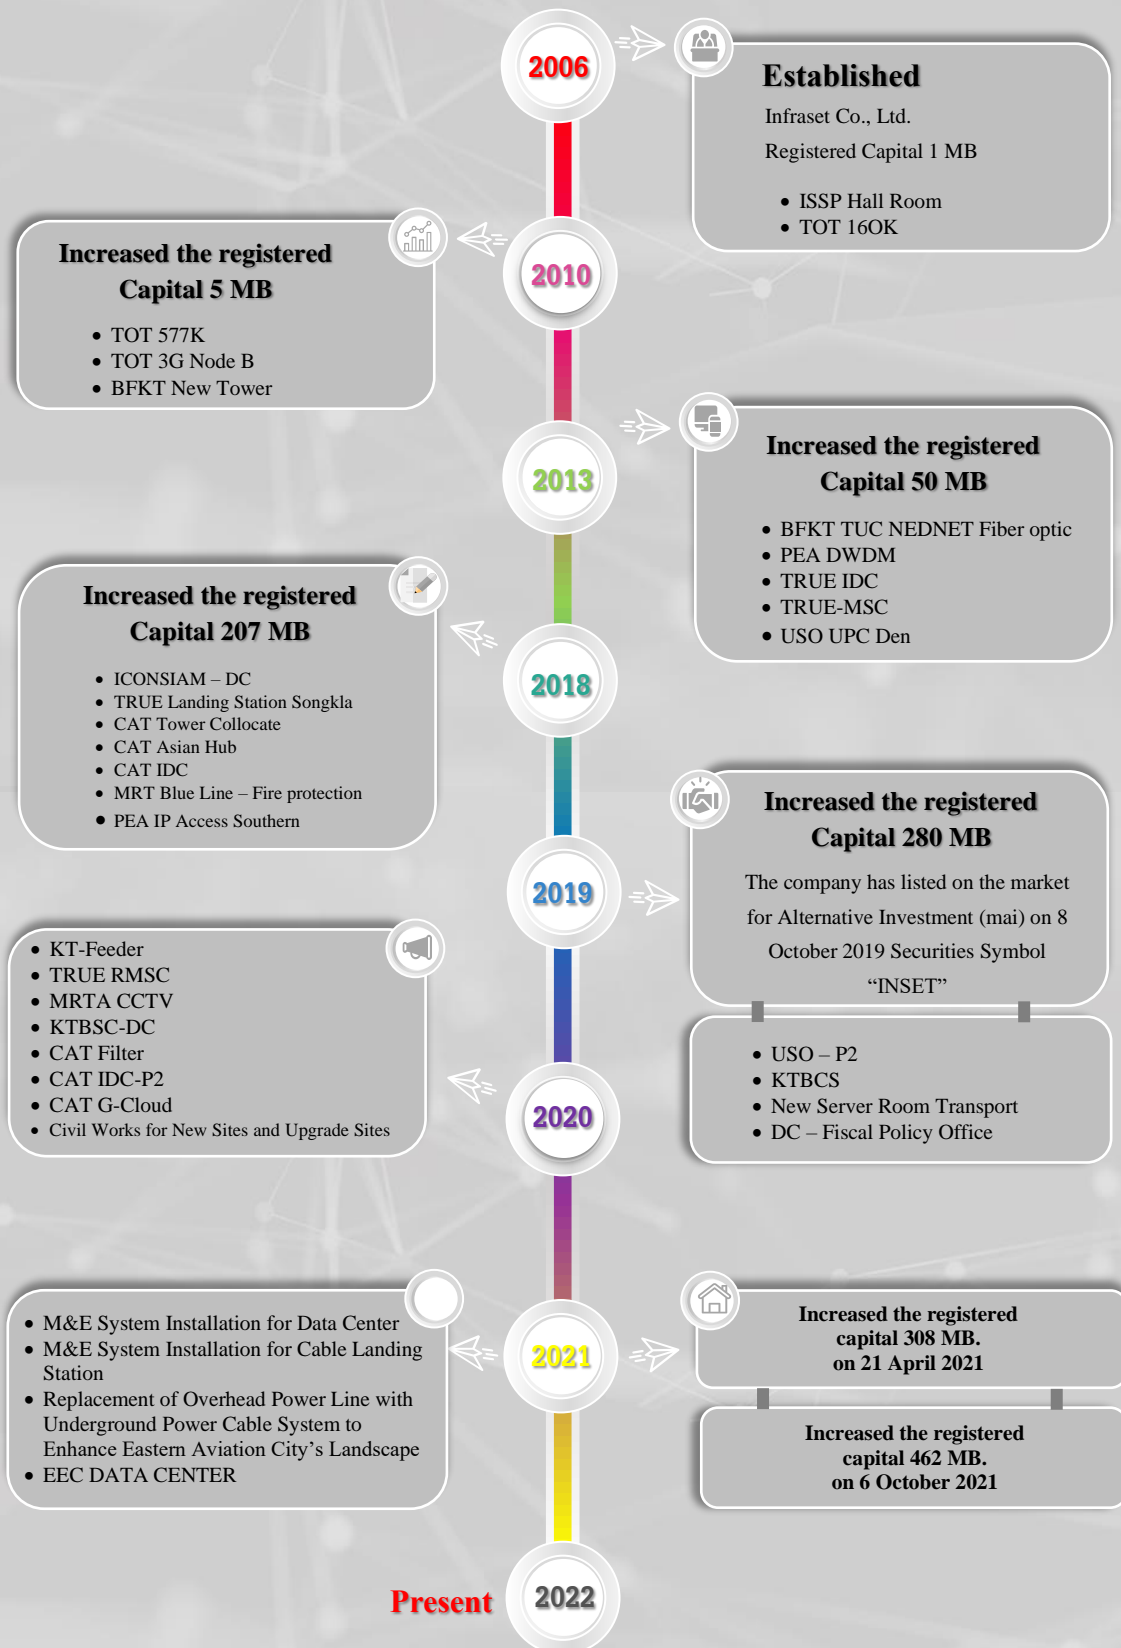 2006
Established
Infraset Co., Ltd.
Registered Capital 1 MB
• ISSP Hall Room
• TOT 16OK
2010
Increased the registered
Capital 5 MB
• TOT 577K
• TOT 3G Node B
• BFKT New Tower
2013
Increased the registered
Capital 50 MB
• BFKT TUC NEDNET Fiber optic
• PEA DWDM
• TRUE IDC
• TRUE-MSC
• USO UPC Den
2018
Increased the registered
Capital 207 MB
• ICONSIAM – DC
• TRUE Landing Station Songkla
• CAT Tower Collocate
• CAT Asian Hub
• CAT IDC
• MRT Blue Line – Fire protection
• PEA IP Access Southern
2019
Increased the registered
Capital 280 MB
The company has listed on the market
for Alternative Investment (mai) on 8
October 2019 Securities Symbol
“INSET”
• USO – P2
• KTBCS
• New Server Room Transport
• DC – Fiscal Policy Office
2020
• KT-Feeder
• TRUE RMSC
• MRTA CCTV
• KTBSC-DC
• CAT Filter
• CAT IDC-P2
• CAT G-Cloud
• Civil Works for New Sites and Upgrade Sites
2021
• M&E System Installation for Data Center
• M&E System Installation for Cable Landing
Station
• Replacement of Overhead Power Line with
Underground Power Cable System to
Enhance Eastern Aviation City’s Landscape
• EEC DATA CENTER
Increased the registered
capital 308 MB.
on 21 April 2021
Increased the registered
capital 462 MB.
on 6 October 2021
Present
2022